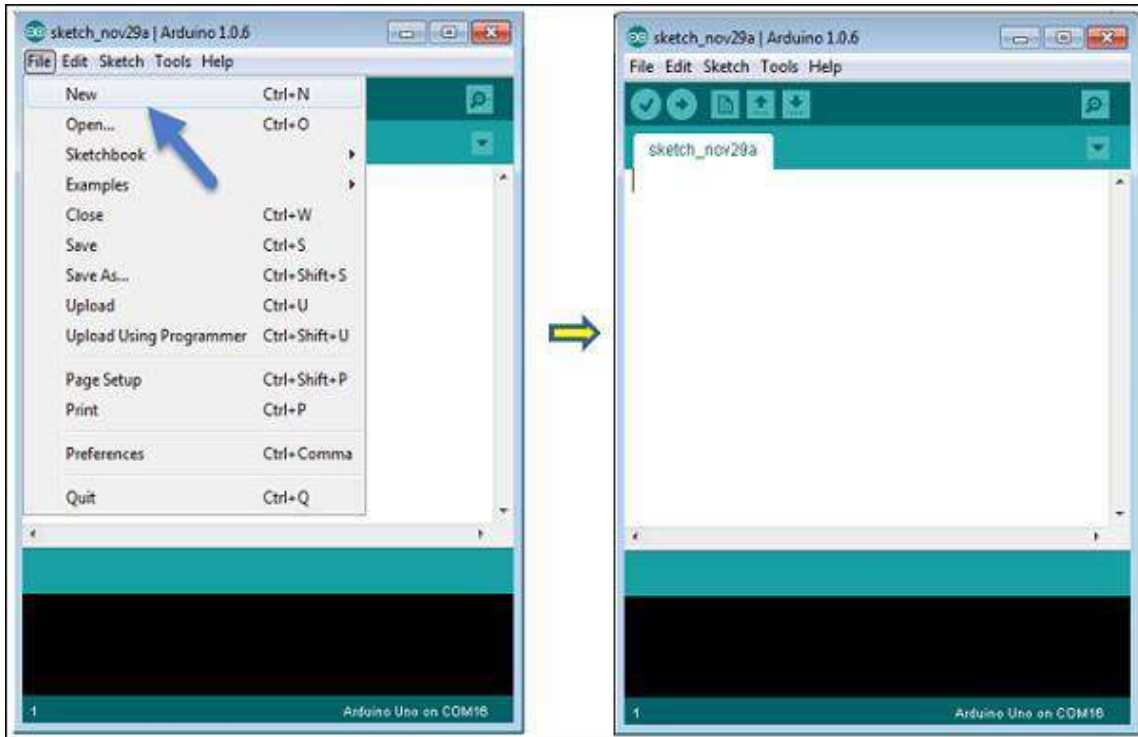 sketch_nov29a | Arduino 1.0.6
File Edit Sketch Tools Help
New Ctrl+N
Open... Ctrl+O
Sketchbook
Examples
Close Ctrl+W
Save Ctrl+S
Save As... Ctrl+Shift+S
Upload Ctrl+U
Upload Using Programmer Ctrl+Shift+U
Page Setup Ctrl+Shift+P
Print Ctrl+P
Preferences Ctrl+Comma
Quit Ctrl+Q
1 Arduino Uno on COM16
sketch_nov29a | Arduino 1.0.6
File Edit Sketch Tools Help
sketch_nov29a
1 Arduino Uno on COM16